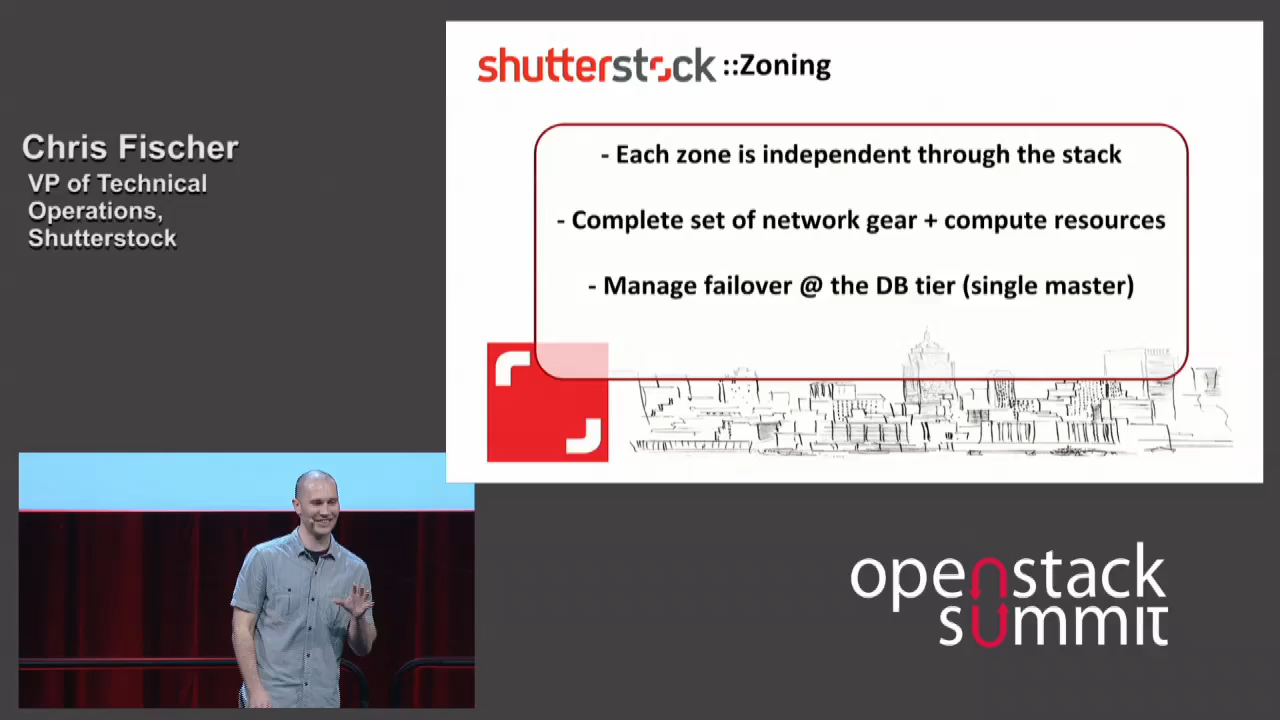 Chris Fischer
VP of Technical
Operations,
Shutterstock
shutterstock ::Zoning
- Each zone is independent through the stack
- Complete set of network gear + compute resources
- Manage failover @ the DB tier (single master)
openstack
summit